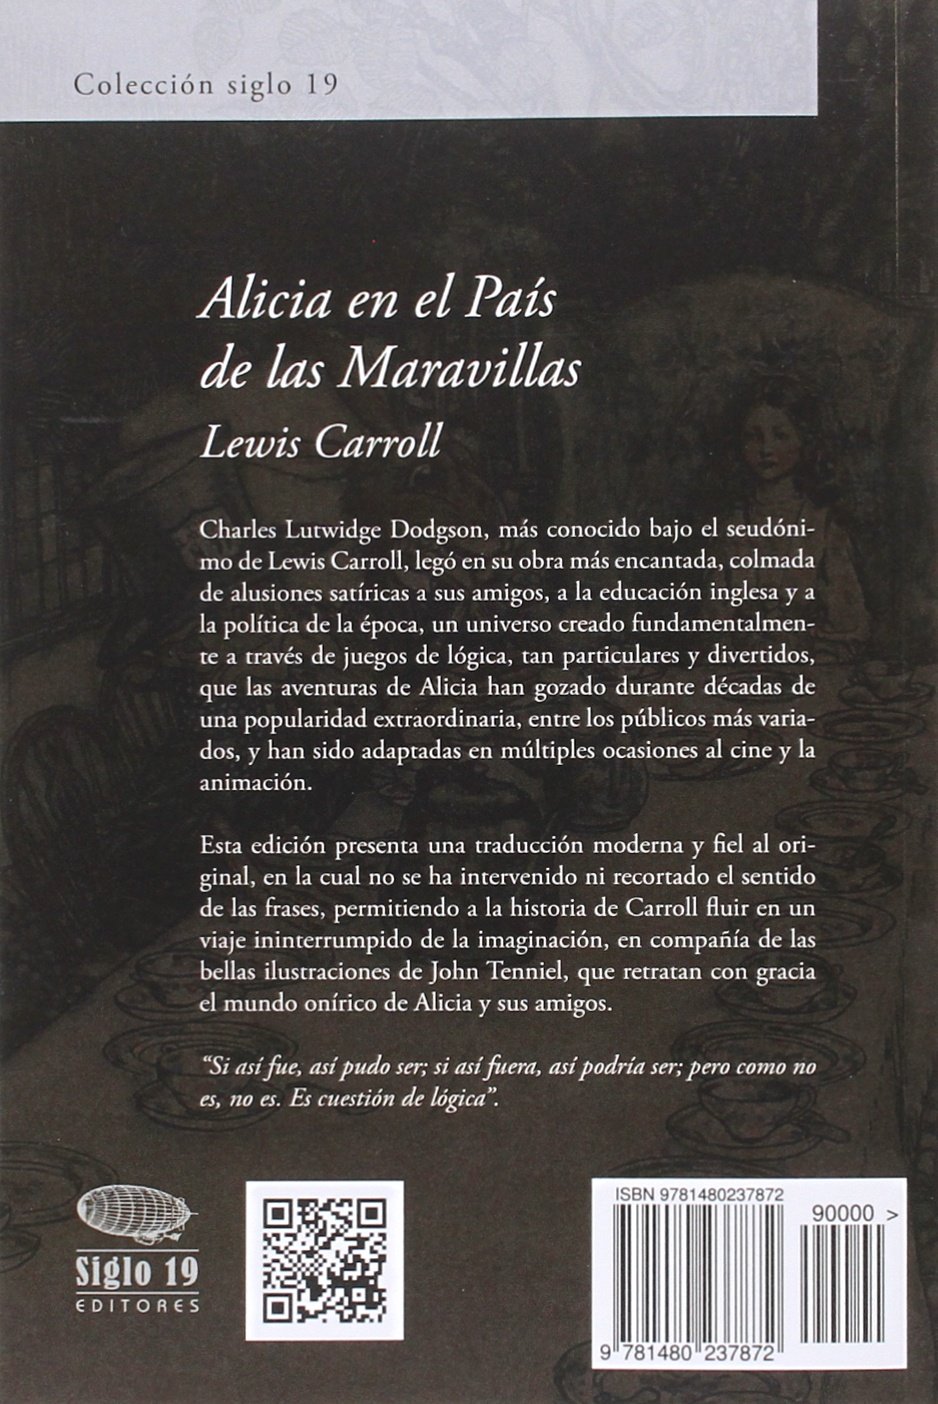 Colección siglo 19
Alicia en el País
de las Maravillas
Lewis Carroll
Charles Lutwidge Dodgson, más conocido bajo el seudóni-
mo de Lewis Carroll, legó en su obra más encantada, colmada
de alusiones satíricas a sus amigos, a la educación inglesa y a
la política de la época, un universo creado fundamentalmen-
te a través de juegos de lógica, tan particulares y divertidos,
que las aventuras de Alicia han gozado durante décadas de
una popularidad extraordinaria, entre los públicos más varia-
dos, y han sido adaptadas en múltiples ocasiones al cine y la
animación.
Esta edición presenta una traducción moderna y fiel al ori-
ginal, en la cual no se ha intervenido ni recortado el sentido
de las frases, permitiendo a la historia de Carroll fluir en un
viaje ininterrumpido de la imaginación, en compañía de las
bellas ilustraciones de John Tenniel, que retratan con gracia
el mundo onírico de Alicia y sus amigos.
“Si así fue, así pudo ser; si así fuera, así podría ser; pero como no
es, no es. Es cuestión de lógica”.
Siglo 19
EDITORES
ISBN 9781480237872
90000 >
9 781480 237872